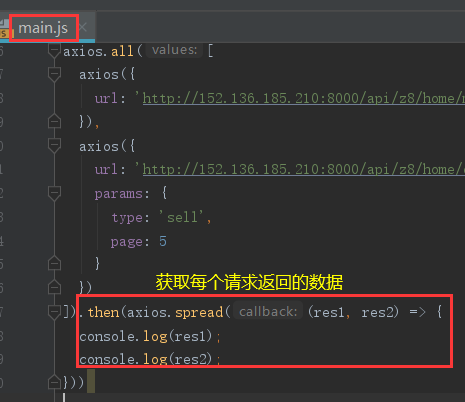 main.js
axios.all( values: [
axios({
url: 'http://152.136.185.210:8000/api/z8/home/
}),
axios({
url: 'http://152.136.185.210:8000/api/z8/home/
params: {
type: 'sell',
page: 5
}
})
获取每个请求返回的数据
]).then(axios.spread( callback: (res1, res2) => {
console.log(res1);
console.log(res2);
}))